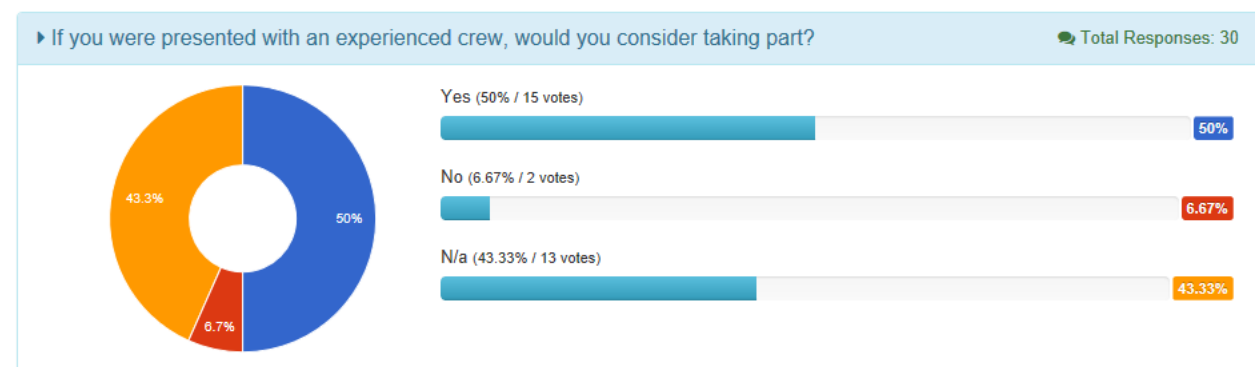 If you were presented with an experienced crew, would you consider taking part?
Total Responses: 30
43.3%
50%
6.7%
Yes (50% / 15 votes)
50%
No (6.67% / 2 votes)
6.67%
N/a (43.33% / 13 votes)
43.33%